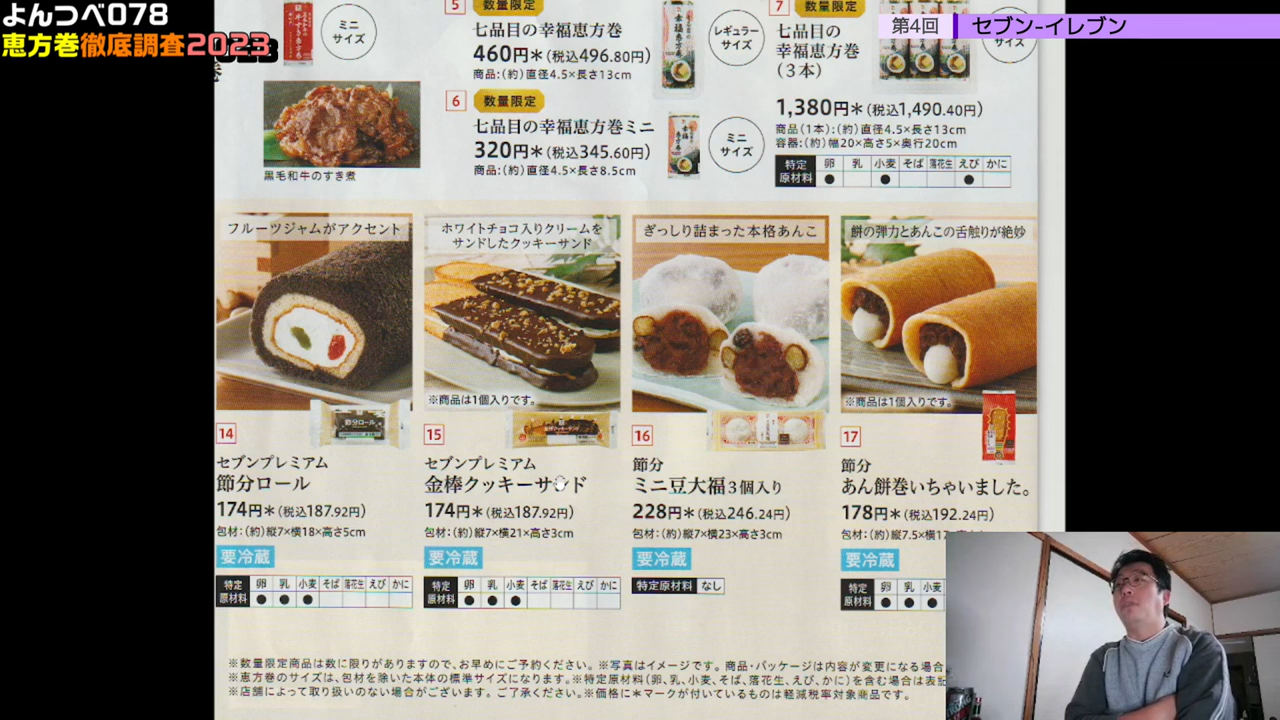 よんつべ078
恵方巻徹底調査2023
第4回 セブン-イレブン
ミニ
サイズ
黒毛和牛のすき煮
5 数量限定
七品目の幸福恵方巻
460円*(税込496.80円)
商品:(約)直径4.5×長さ13cm
レギュラー
サイズ
6 数量限定
七品目の幸福恵方巻ミニ
320円*(税込345.60円)
商品:(約)直径4.5×長さ8.5cm
ミニ
サイズ
7 数量限定
七品目の
幸福恵方巻
(3本)
サイズ
1,380円*(税込1,490.40円)
商品(1本):(約)直径4.5×長さ13cm
容器:(約)幅20×高さ5×奥行20cm
特定原材料 卵 乳 小麦 そば 落花生 えび かに
フルーツジャムがアクセント
14
セブンプレミアム
節分ロール
174円*(税込187.92円)
包材:(約)縦7×横18×高さ5cm
要冷蔵
特定原材料 卵 乳 小麦 そば 落花生 えび かに
ホワイトチョコ入りクリームを
サンドしたクッキーサンド
※商品は1個入りです。
15
セブンプレミアム
金棒クッキーサンド
174円*(税込187.92円)
包材:(約)縦7×横21×高さ3cm
要冷蔵
特定原材料 卵 乳 小麦 そば 落花生 えび かに
ぎっしり詰まった本格あんこ
16
節分
ミニ豆大福3個入り
228円*(税込246.24円)
包材:(約)縦7×横23×高さ3cm
要冷蔵
特定原材料 なし
餅の弾力とあんこの舌触りが絶妙
※商品は1個入りです。
17
節分
あん餅巻いちゃいました。
178円*(税込192.24円)
包材:(約)縦7.5×横17
要冷蔵
特定原材料 卵 乳 小麦
※数量限定商品は数に限りがありますので、お早めにご予約ください。※写真はイメージです。商品・パッケージは内容が変更になる場合
※恵方巻のサイズは、包材を除いた本体の標準サイズになります。※特定原材料(卵、乳、小麦、そば、落花生、えび、かに)を含む場合は表記
※店舗によって取り扱いのない場合がございます。ご了承ください。※価格に*マークが付いているものは軽減税率対象商品です。